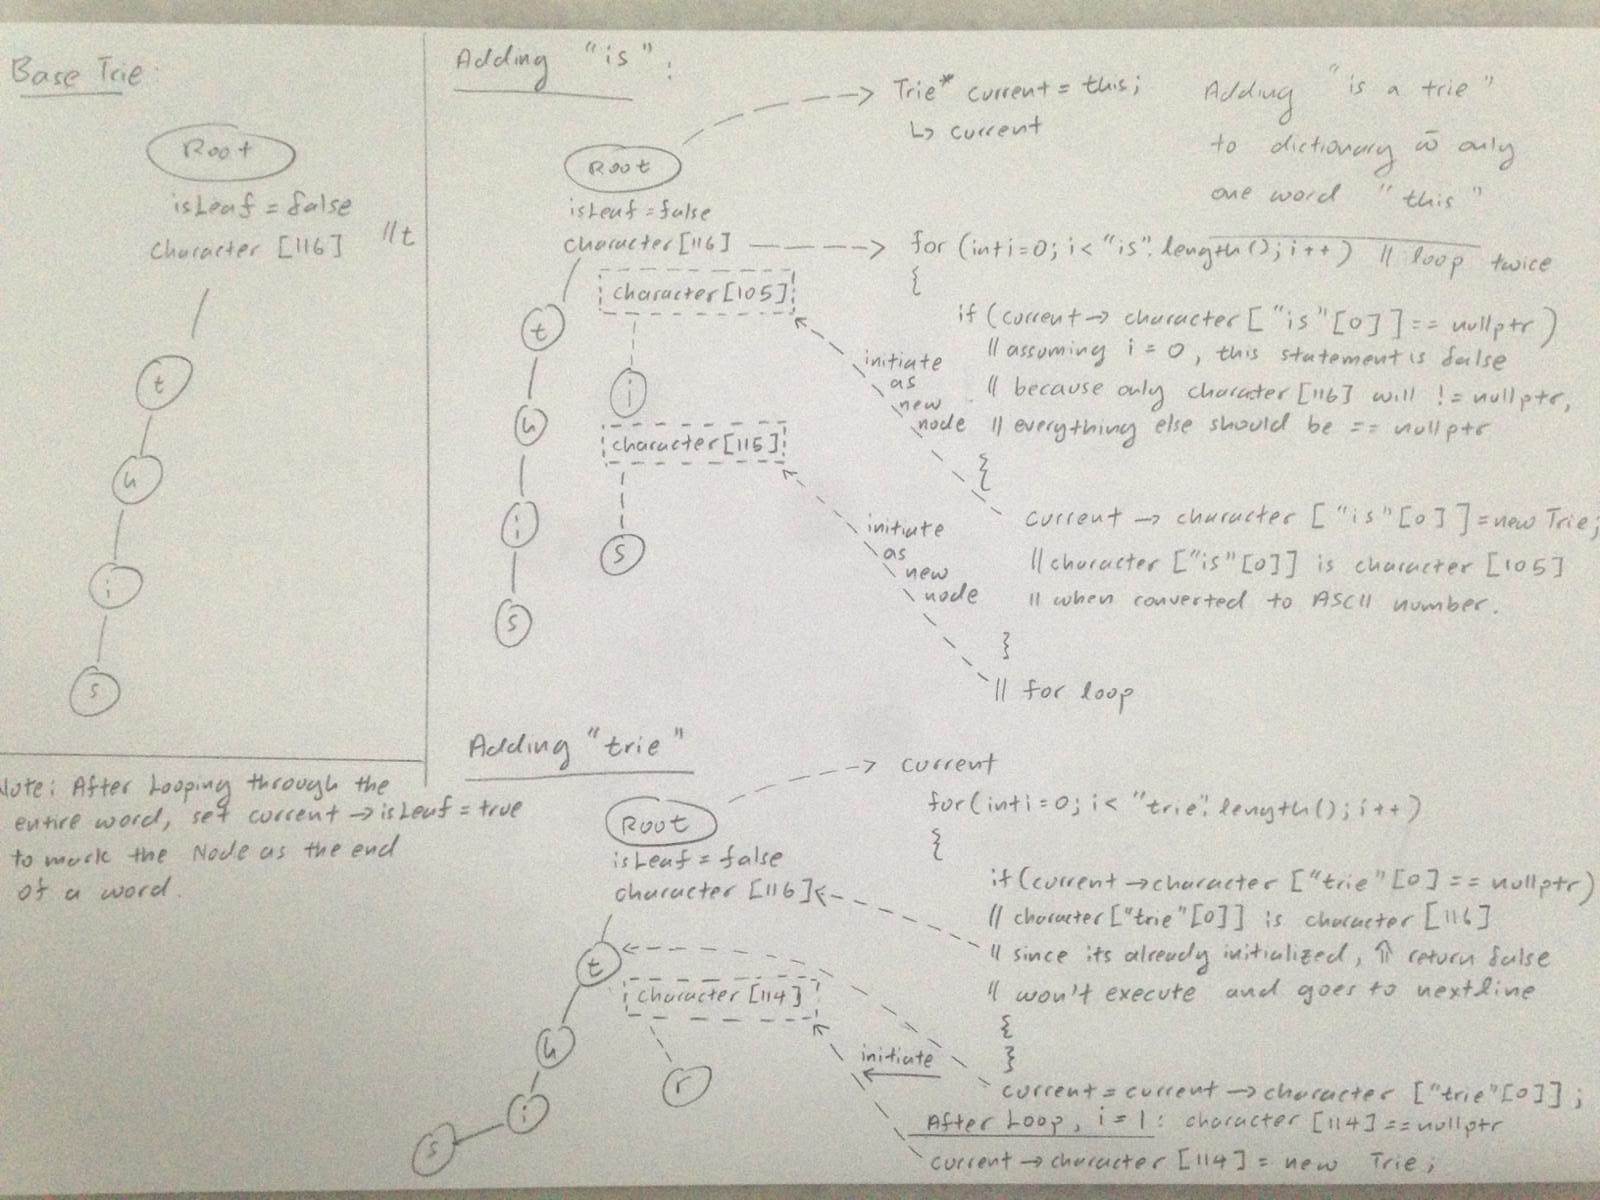 Base Trie:
Root
isLeaf = false
character [116] //t
t
h
i
s
Note: After Looping through the
entire word, set current → isLeaf = true
to mark the Node as the end
of a word.
Adding "is":
Root
isLeaf = false
character [116]
character [105]
t
h
i
s
i
character [115]
s
Trie* current = this;
↳ current
Adding "is a trie"
to dictionary w̄ only
one word "this"
for (int i=0; i< "is".length(); i++) // loop twice
{
if (current → character ["is"[0]] == nullptr)
// assuming i = 0, this statement is false
// because only character [116] will != nullptr,
// everything else should be == nullptr
{
current → character ["is"[0]] = new Trie;
// character ["is"[0]] is character [105]
// when converted to ASCII number.
}
// for loop
initiate
as
new
node
initiate
as
new
node
Adding "trie"
Root
isLeaf = false
character [116]
t
h
i
s
character [114]
r
current
for (int i=0; i< "trie".length(); i++)
{
if (current → character ["trie"[0] == nullptr)
// character ["trie"[0]] is character [116]
// since its already initialized, ⇑ return false
// won't execute and goes to nextline
{
}
current = current → character ["trie"[0]];
initiate
After Loop, i = 1: character [114] == nullptr
current → character [114] = new Trie;